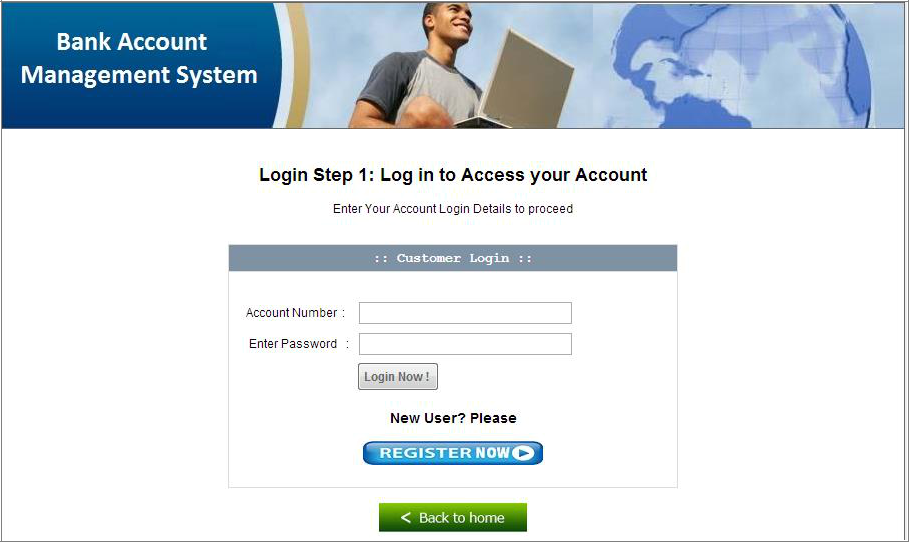 Bank Account
Management System
Login Step 1: Log in to Access your Account
Enter Your Account Login Details to proceed
:: Customer Login ::
Account Number :
Enter Password :
Login Now !
New User? Please
REGISTER NOW
< Back to home